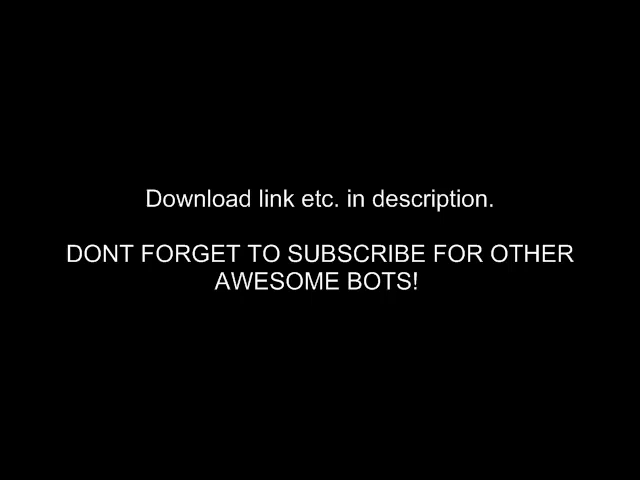 Download link etc. in description.
DONT FORGET TO SUBSCRIBE FOR OTHER
AWESOME BOTS!